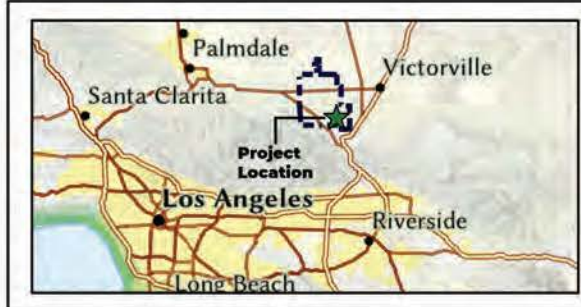 Palmdale
Victorville
Santa Clarita
Project
Location
Los Angeles
Riverside
Long Beach